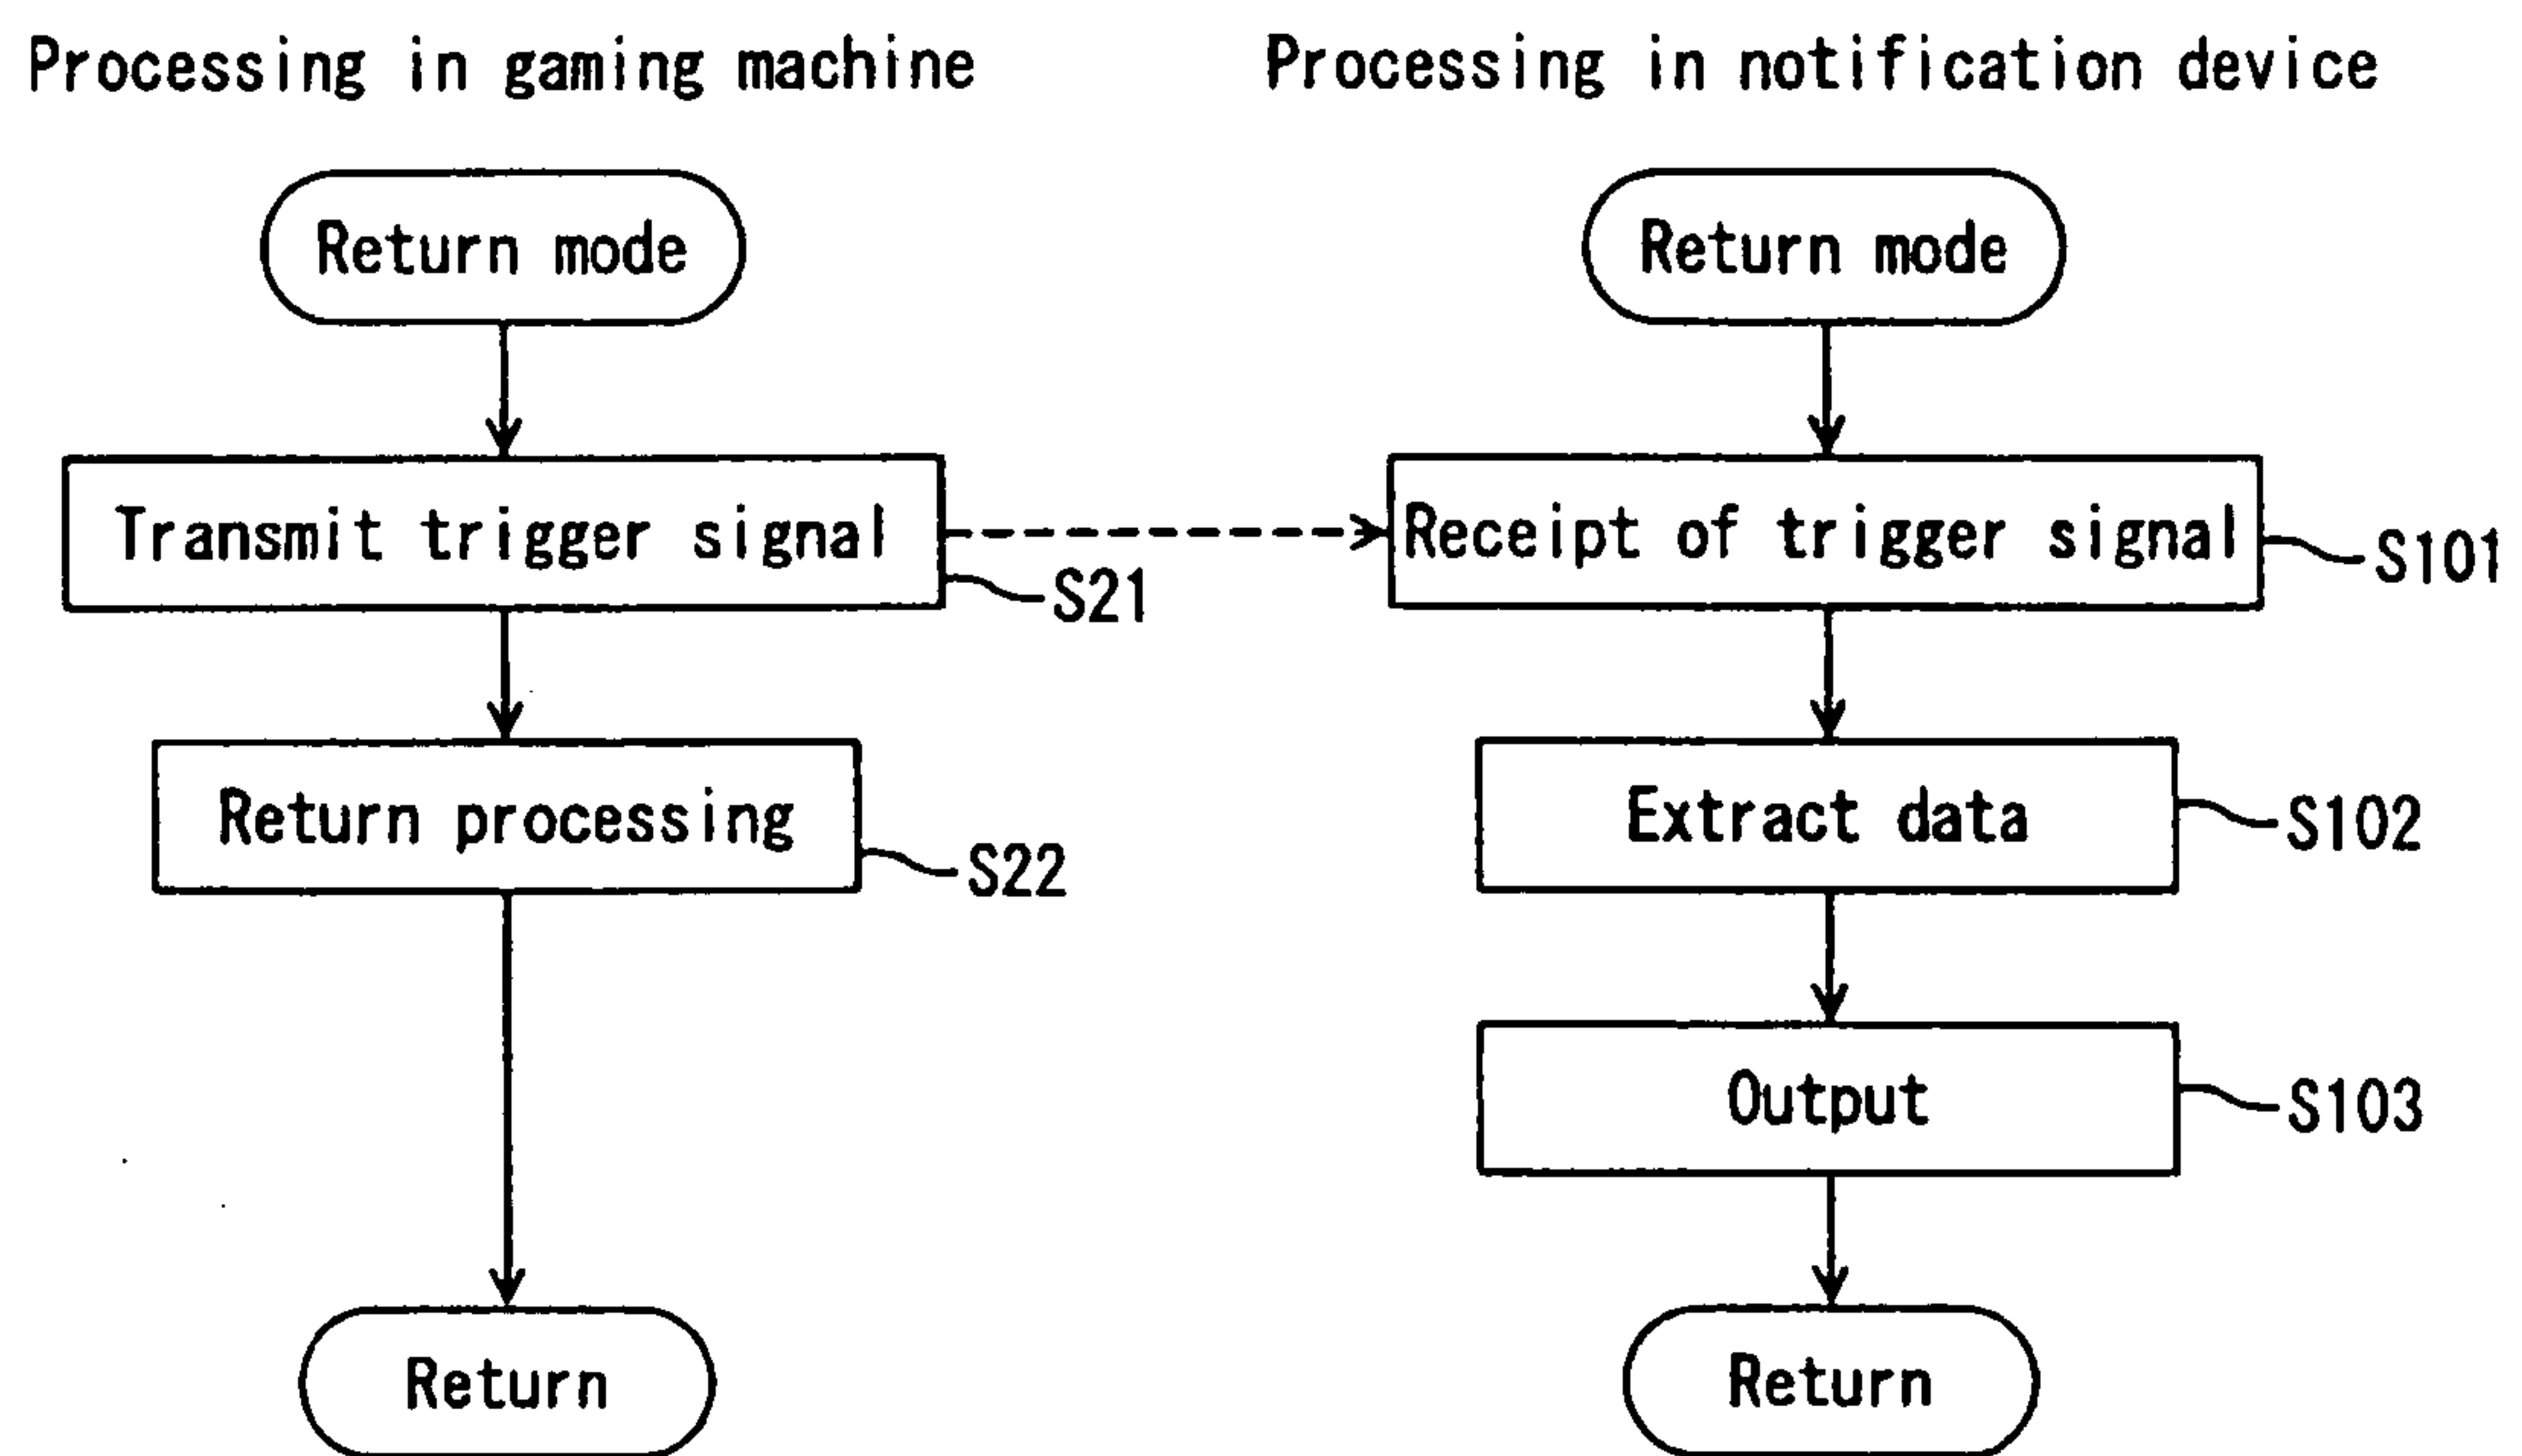 Processing in gaming machine
Return mode
Transmit trigger signal
S21
Return processing
S22
Return
Processing in notification device
Return mode
Receipt of trigger signal
S101
Extract data
S102
Output
S103
Return